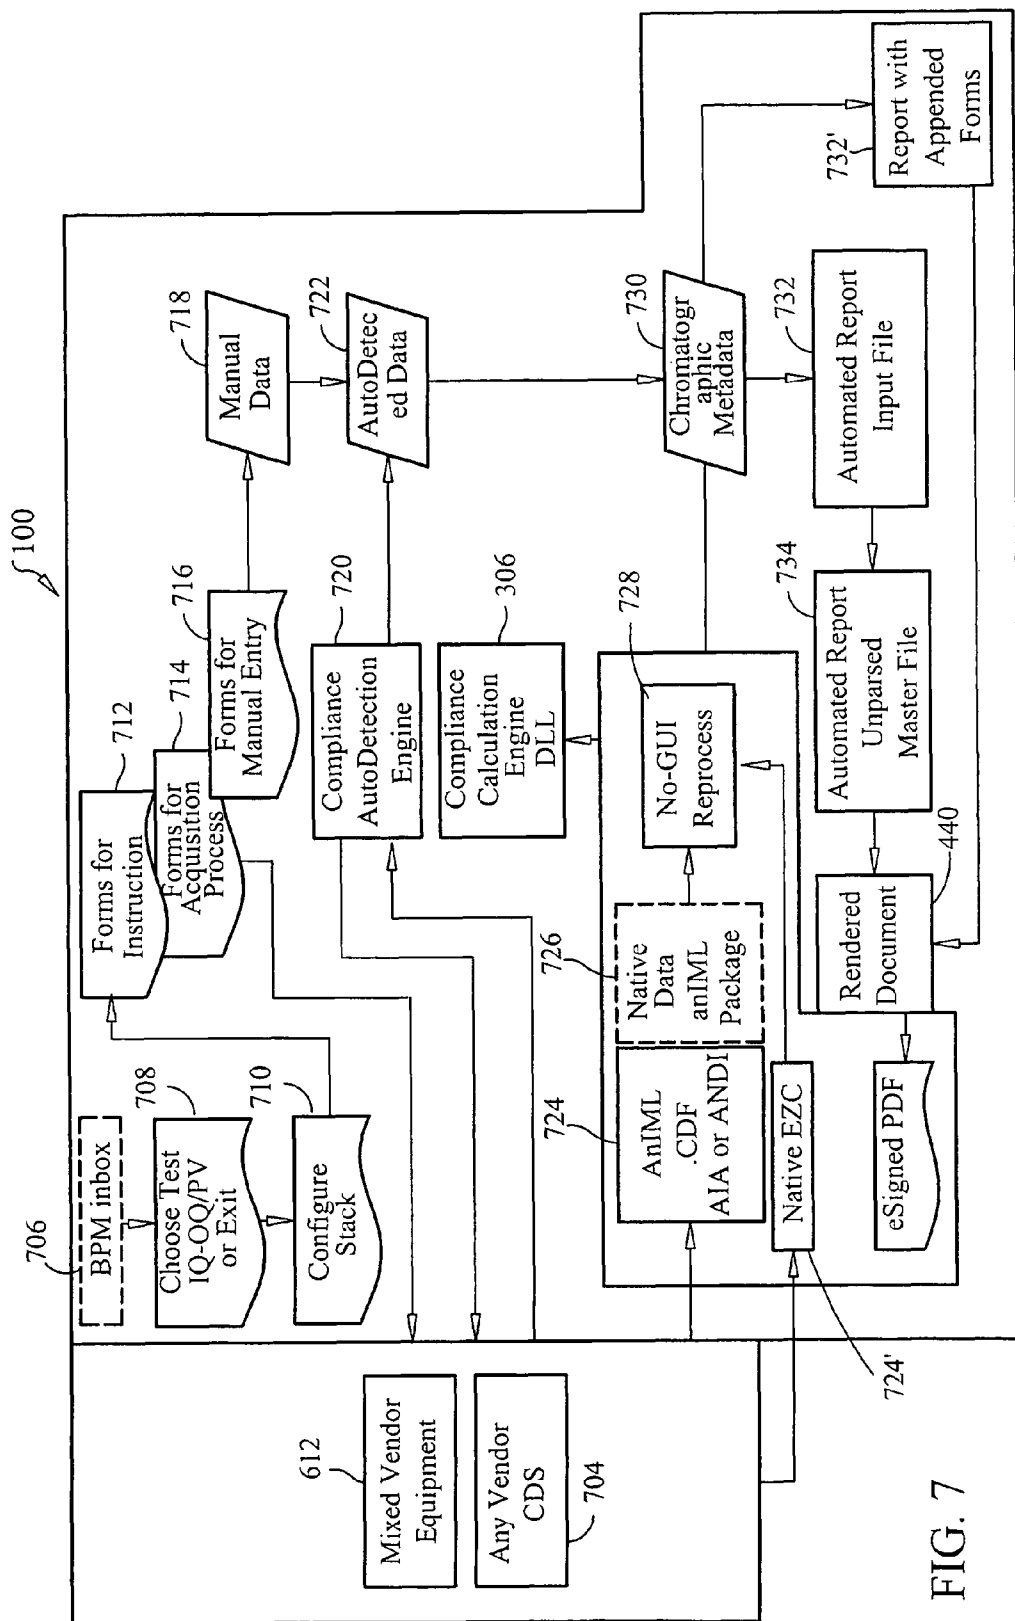 100
706
BPM inbox
708
Choose Test
IQ-OQ/PV
or Exit
710
Configure
Stack
712
Forms for
Instruction
714
Forms for
Acquisition
Process
716
Forms for
Manual Entry
718
Manual
Data
720
Compliance
AutoDetection
Engine
722
AutoDetec
ed Data
306
Compliance
Calculation
Engine
DLL
612
Mixed Vendor
Equipment
Any Vendor
CDS
704
724
AnIML
.CDF
AIA or ANDI
726
Native
Data
anIML
Package
728
No-GUI
Reprocess
730
Chromatogr
aphic
Metadata
Native EZC
724'
732
Automated Report
Input File
732'
Report with
Appended
Forms
734
Automated Report
Unparsed
Master File
440
Rendered
Document
eSigned PDF
FIG. 7